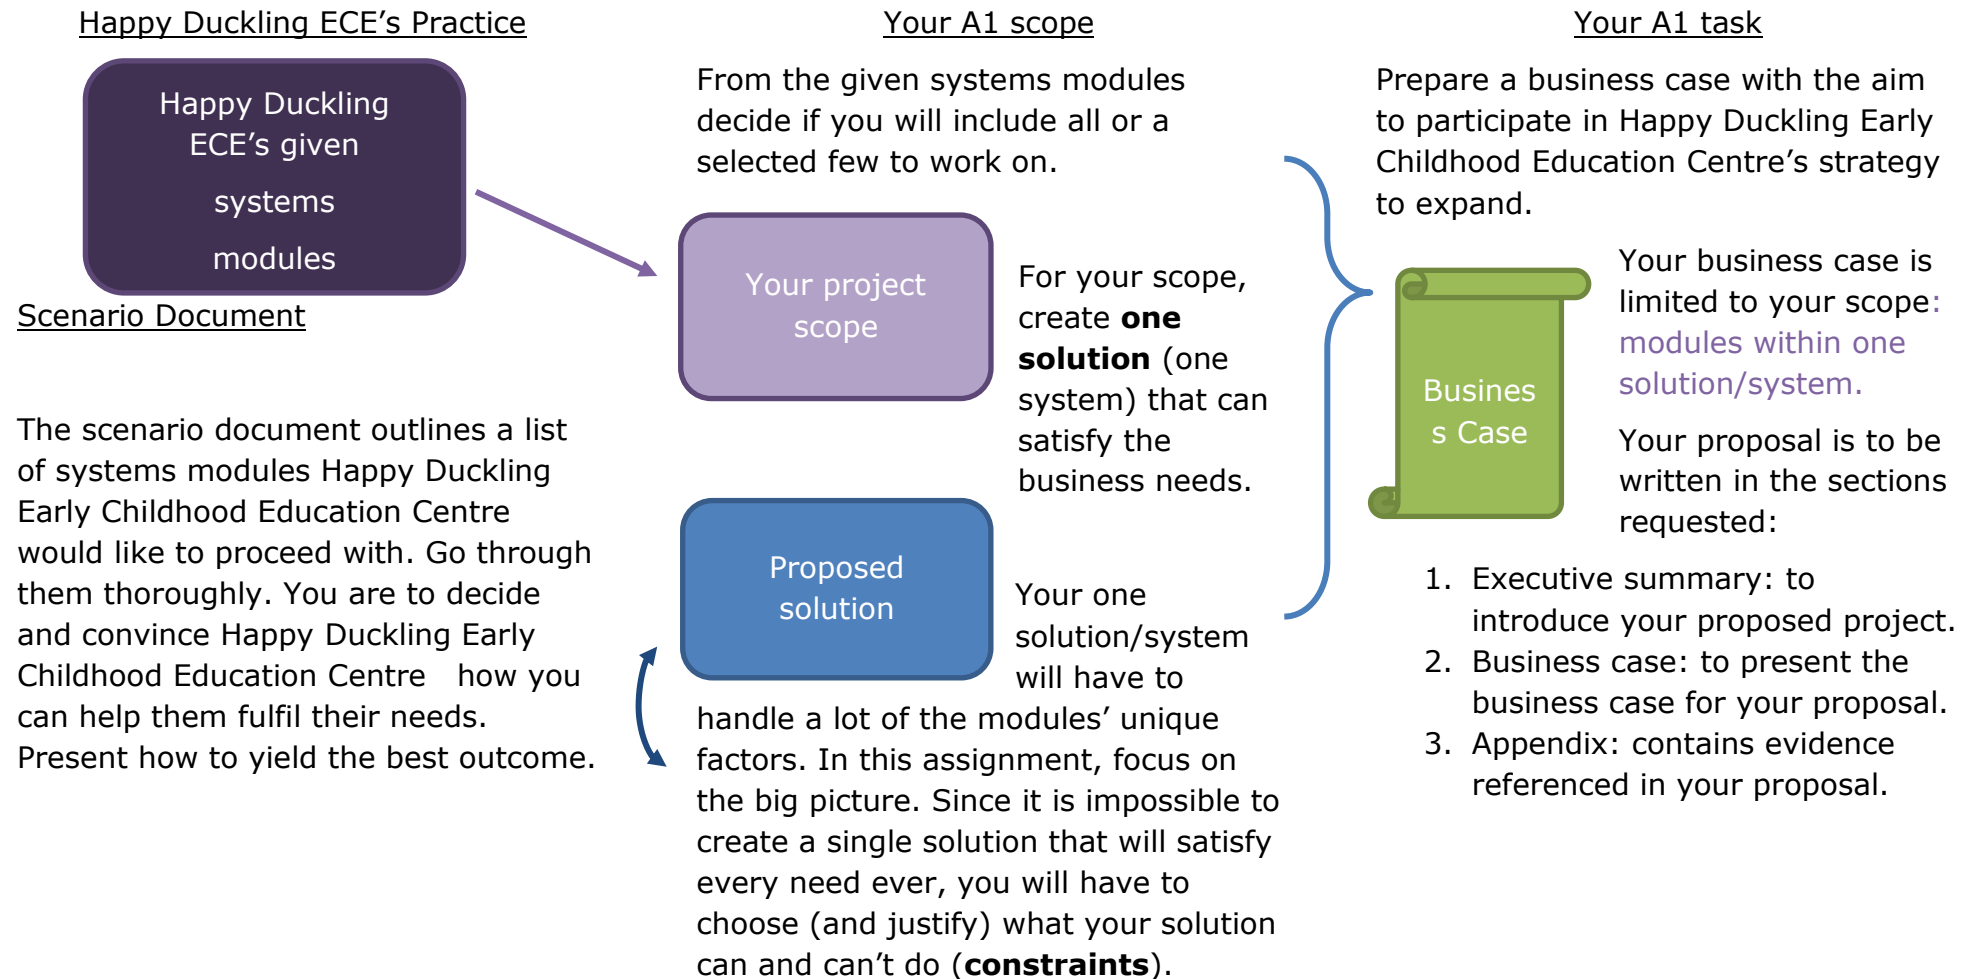 Happy Duckling ECE’s Practice
Happy Duckling
ECE’s given
systems
modules
Scenario Document
The scenario document outlines a list
of systems modules Happy Duckling
Early Childhood Education Centre
would like to proceed with. Go through
them thoroughly. You are to decide
and convince Happy Duckling Early
Childhood Education Centre   how you
can help them fulfil their needs.
Present how to yield the best outcome.
Your A1 scope
From the given systems modules
decide if you will include all or a
selected few to work on.
Your project
scope
For your scope,
create one
solution (one
system) that can
satisfy the
business needs.
Proposed
solution
Your one
solution/system
will have to
handle a lot of the modules’ unique
factors. In this assignment, focus on
the big picture. Since it is impossible to
create a single solution that will satisfy
every need ever, you will have to
choose (and justify) what your solution
can and can’t do (constraints).
Your A1 task
Prepare a business case with the aim
to participate in Happy Duckling Early
Childhood Education Centre’s strategy
to expand.
Busines
s Case
Your business case is
limited to your scope:
modules within one
solution/system.
Your proposal is to be
written in the sections
requested:
1. Executive summary: to
introduce your proposed project.
2. Business case: to present the
business case for your proposal.
3. Appendix: contains evidence
referenced in your proposal.